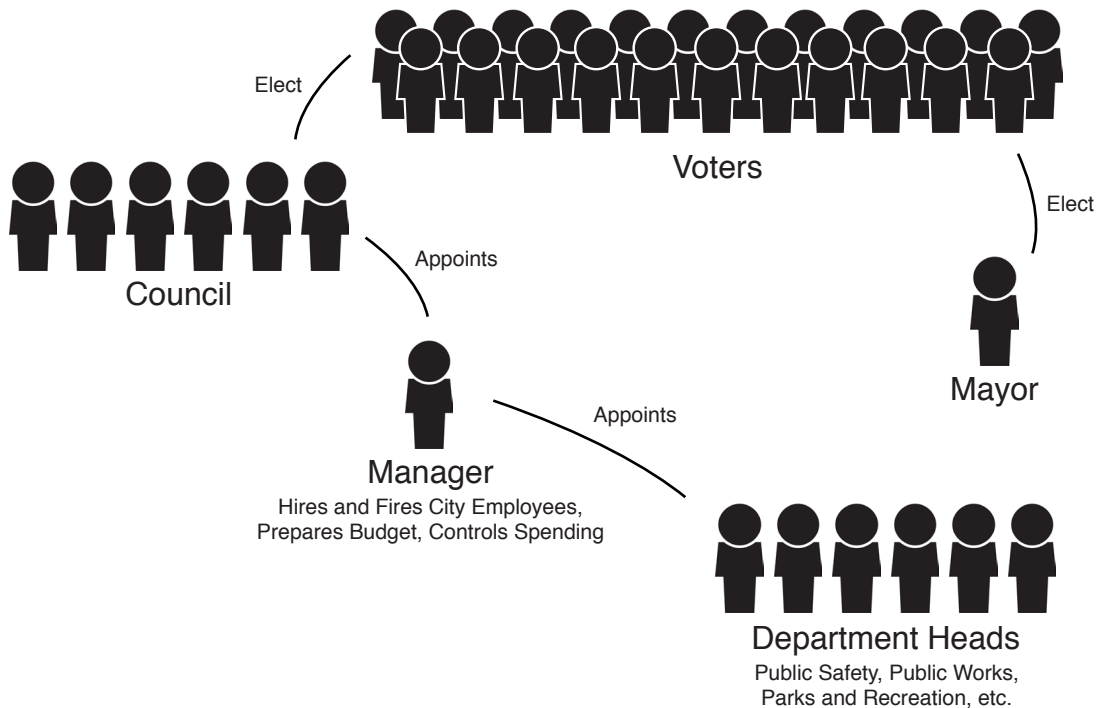 Elect
Voters
Elect
Council
Appoints
Mayor
Manager
Hires and Fires City Employees,
Prepares Budget, Controls Spending
Appoints
Department Heads
Public Safety, Public Works,
Parks and Recreation, etc.